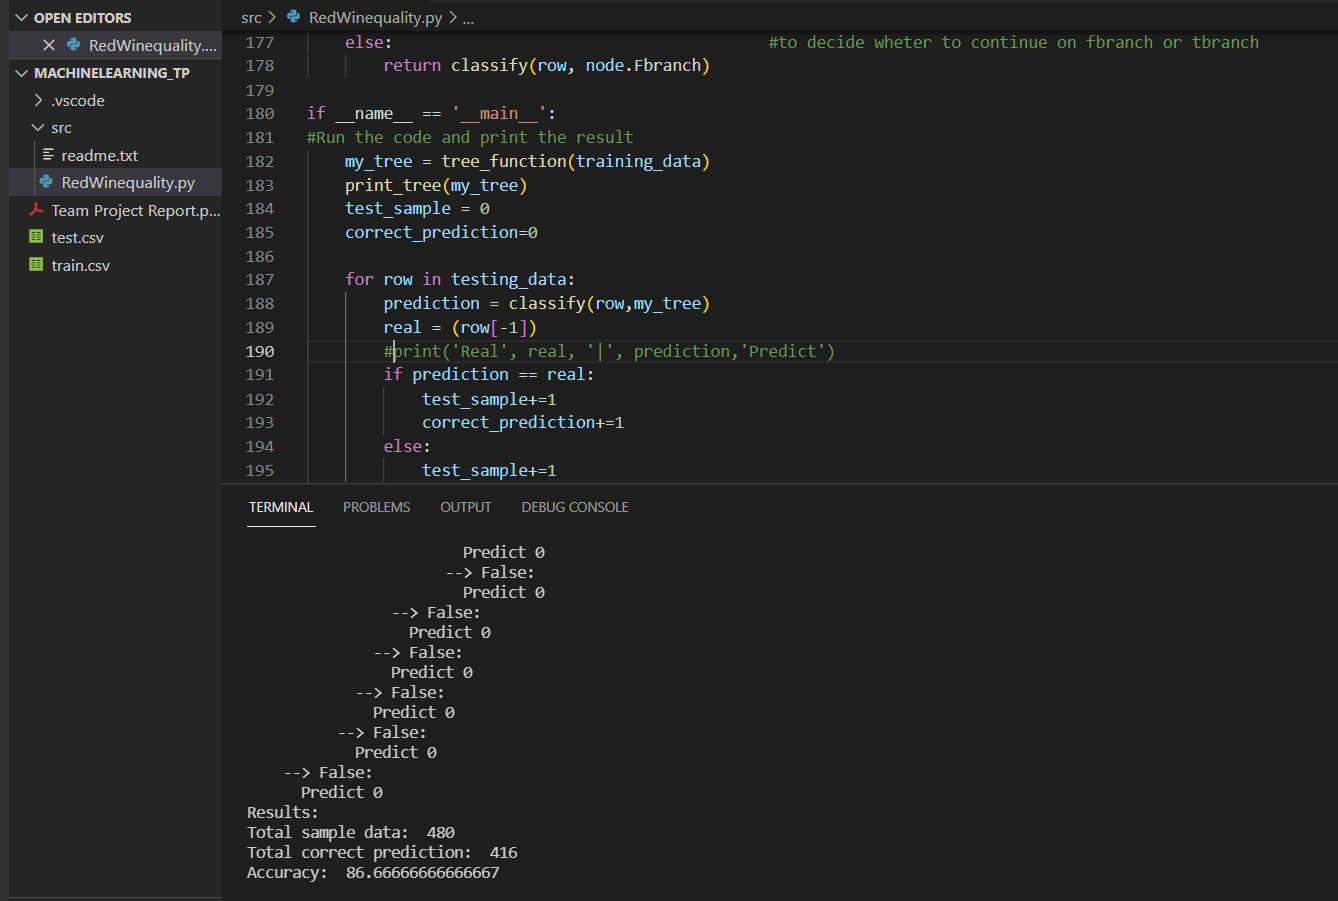 OPEN EDITORS
RedWinequality....
MACHINELEARNING_TP
.vscode
src
readme.txt
RedWinequality.py
Team Project Report.p...
test.csv
train.csv
src > RedWinequality.py > ...
177 else: #to decide wheter to continue on fbranch or tbranch
178 return classify(row, node.Fbranch)
179
180 if __name__ == '__main__':
181 #Run the code and print the result
182 my_tree = tree_function(training_data)
183 print_tree(my_tree)
184 test_sample = 0
185 correct_prediction=0
186
187 for row in testing_data:
188 prediction = classify(row,my_tree)
189 real = (row[-1])
190 #print('Real', real, '|', prediction,'Predict')
191 if prediction == real:
192 test_sample+=1
193 correct_prediction+=1
194 else:
195 test_sample+=1
TERMINAL PROBLEMS OUTPUT DEBUG CONSOLE
Predict 0
--> False:
Predict 0
--> False:
Predict 0
--> False:
Predict 0
--> False:
Predict 0
--> False:
Predict 0
--> False:
Predict 0
Results:
Total sample data:  480
Total correct prediction:  416
Accuracy:  86.66666666666667